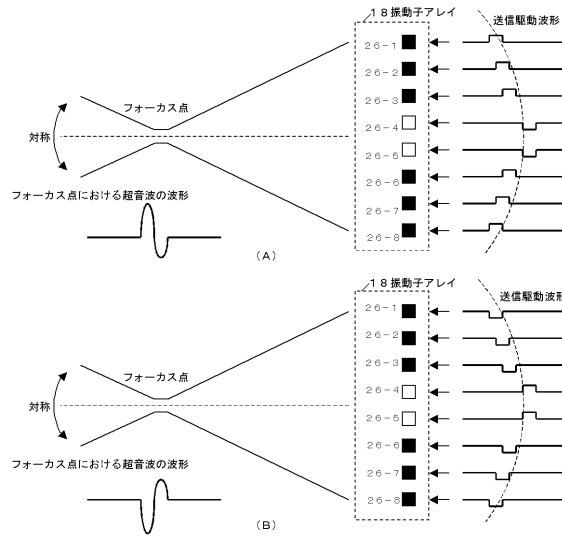 18振動子アレイ
送信駆動波形
26-1
26-2
26-3
26-4
26-5
26-6
26-7
26-8
フォーカス点
対称
フォーカス点における超音波の波形
(A)
18振動子アレイ
送信駆動波形
26-1
26-2
26-3
26-4
26-5
26-6
26-7
26-8
フォーカス点
対称
フォーカス点における超音波の波形
(B)